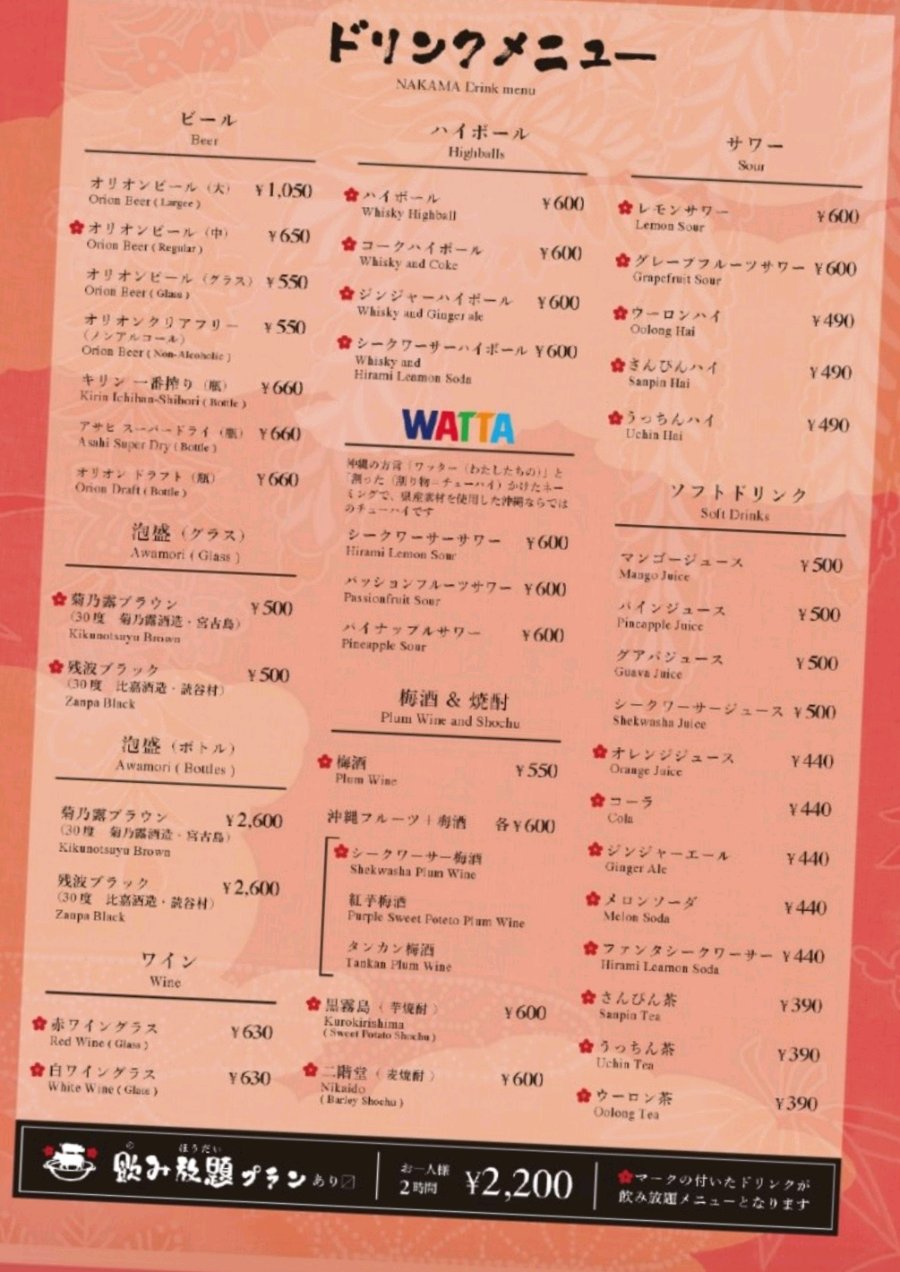 ドリンクメニュー
NAKAMA Drink menu
ビール
Beer
オリオンビール（大） ¥1,050
Orion Beer ( Largee )
オリオンビール（中） ¥650
Orion Beer ( Regular )
オリオンビール（グラス） ¥550
Orion Beer ( Glass )
オリオンクリアフリー ¥550
（ノンアルコール）
Orion Beer ( Non-Alcoholic )
キリン 一番搾り（瓶） ¥660
Kirin Ichiban-Shibori ( Bottle )
アサヒ スーパードライ（瓶） ¥660
Asahi Super Dry ( Bottle )
オリオン ドラフト（瓶） ¥660
Orion Draft ( Bottle )
泡盛（グラス）
Awamori ( Glass )
菊乃露ブラウン ¥500
（30度 菊乃露酒造・宮古島）
Kikunotsuyu Brown
残波ブラック ¥500
（30度 比嘉酒造・読谷村）
Zanpa Black
泡盛（ボトル）
Awamori ( Bottles )
菊乃露ブラウン ¥2,600
（30度 菊乃露酒造・宮古島）
Kikunotsuyu Brown
残波ブラック ¥2,600
（30度 比嘉酒造・読谷村）
Zanpa Black
ワイン
Wine
赤ワイングラス ¥630
Red Wine ( Glass )
白ワイングラス ¥630
White Wine ( Glass )
ハイボール
Highballs
ハイボール ¥600
Whisky Highball
コークハイボール ¥600
Whisky and Coke
ジンジャーハイボール ¥600
Whisky and Ginger ale
シークワーサーハイボール ¥600
Whisky and
Hirami Leamon Soda
WATTA
沖縄の方言「ワッター（わたしたちの）」と
「割った（割り物＝チューハイ）かけたネー
ミングで、県産素材を使用した沖縄ならでは
のチューハイです
シークワーサーサワー ¥600
Hirami Lemon Sour
パッションフルーツサワー ¥600
Passionfruit Sour
パイナップルサワー ¥600
Pineapple Sour
梅酒 & 焼酎
Plum Wine and Shochu
梅酒 ¥550
Plum Wine
沖縄フルーツ＋梅酒 各¥600
シークワーサー梅酒
Shekwasha Plum Wine
紅芋梅酒
Purple Sweet Poteto Plum Wine
タンカン梅酒
Tankan Plum Wine
黒霧島（ 芋焼酎 ） ¥600
Kurokirishima
( Sweet Potato Shochu )
二階堂（ 麦焼酎 ） ¥600
Nikaido
( Barley Shochu )
サワー
Sour
レモンサワー ¥600
Lemon Sour
グレープフルーツサワー ¥600
Grapefruit Sour
ウーロンハイ ¥490
Oolong Hai
さんぴんハイ ¥490
Sanpin Hai
うっちんハイ ¥490
Uchin Hai
ソフトドリンク
Soft Drinks
マンゴージュース ¥500
Mango Juice
パインジュース ¥500
Pineapple Juice
グアバジュース ¥500
Guava Juice
シークワーサージュース ¥500
Shekwasha Juice
オレンジジュース ¥440
Orange Juice
コーラ ¥440
Cola
ジンジャーエール ¥440
Ginger Ale
メロンソーダ ¥440
Melon Soda
ファンタシークワーサー ¥440
Hirami Leamon Soda
さんぴん茶 ¥390
Sanpin Tea
うっちん茶 ¥390
Uchin Tea
ウーロン茶 ¥390
Oolong Tea
の ほうだい
飲み放題プランあり〼
お一人様
2時間
¥2,200
マークの付いたドリンクが
飲み放題メニューとなります